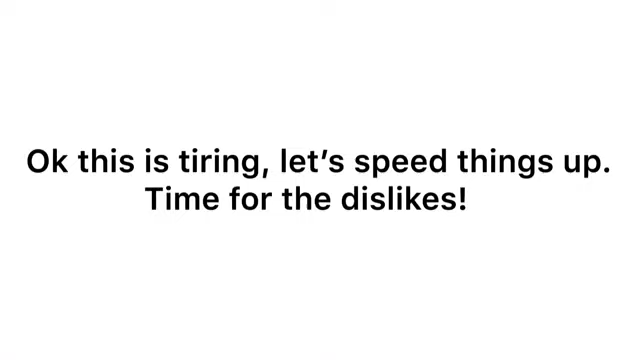 Ok this is tiring, let’s speed things up.
Time for the dislikes!